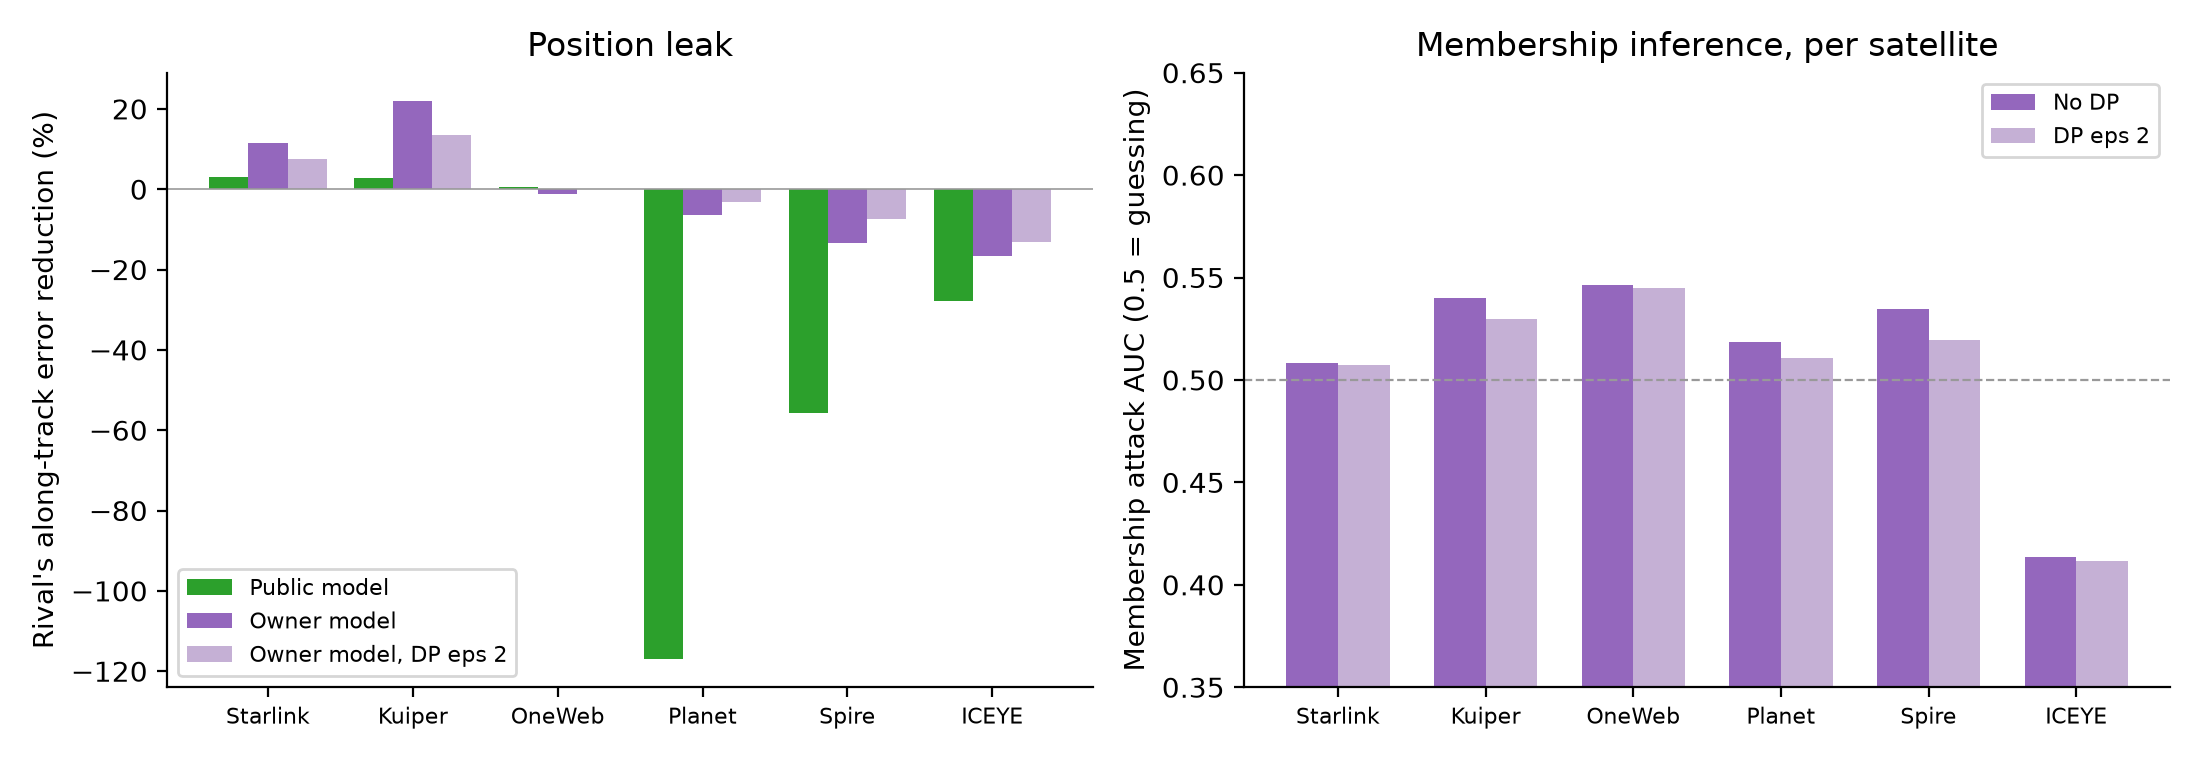 Position leak
Rival's along-track error reduction (%)
20
0
−20
−40
−60
−80
−100
−120
Public model
Owner model
Owner model, DP eps 2
Starlink
Kuiper
OneWeb
Planet
Spire
ICEYE
Membership inference, per satellite
Membership attack AUC (0.5 = guessing)
0.65
0.60
0.55
0.50
0.45
0.40
0.35
No DP
DP eps 2
Starlink
Kuiper
OneWeb
Planet
Spire
ICEYE